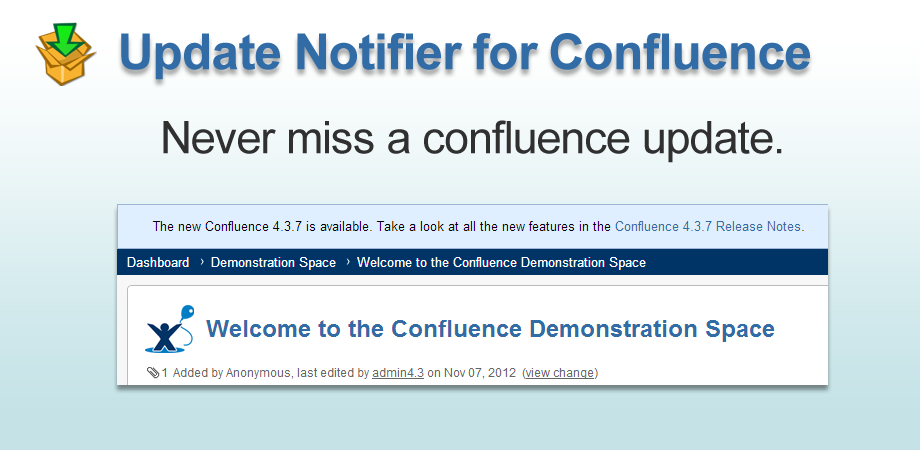 Update Notifier for Confluence
Never miss a confluence update.
The new Confluence 4.3.7 is available. Take a look at all the new features in the Confluence 4.3.7 Release Notes.
Dashboard › Demonstration Space › Welcome to the Confluence Demonstration Space
Welcome to the Confluence Demonstration Space
1 Added by Anonymous, last edited by admin4.3 on Nov 07, 2012 (view change)